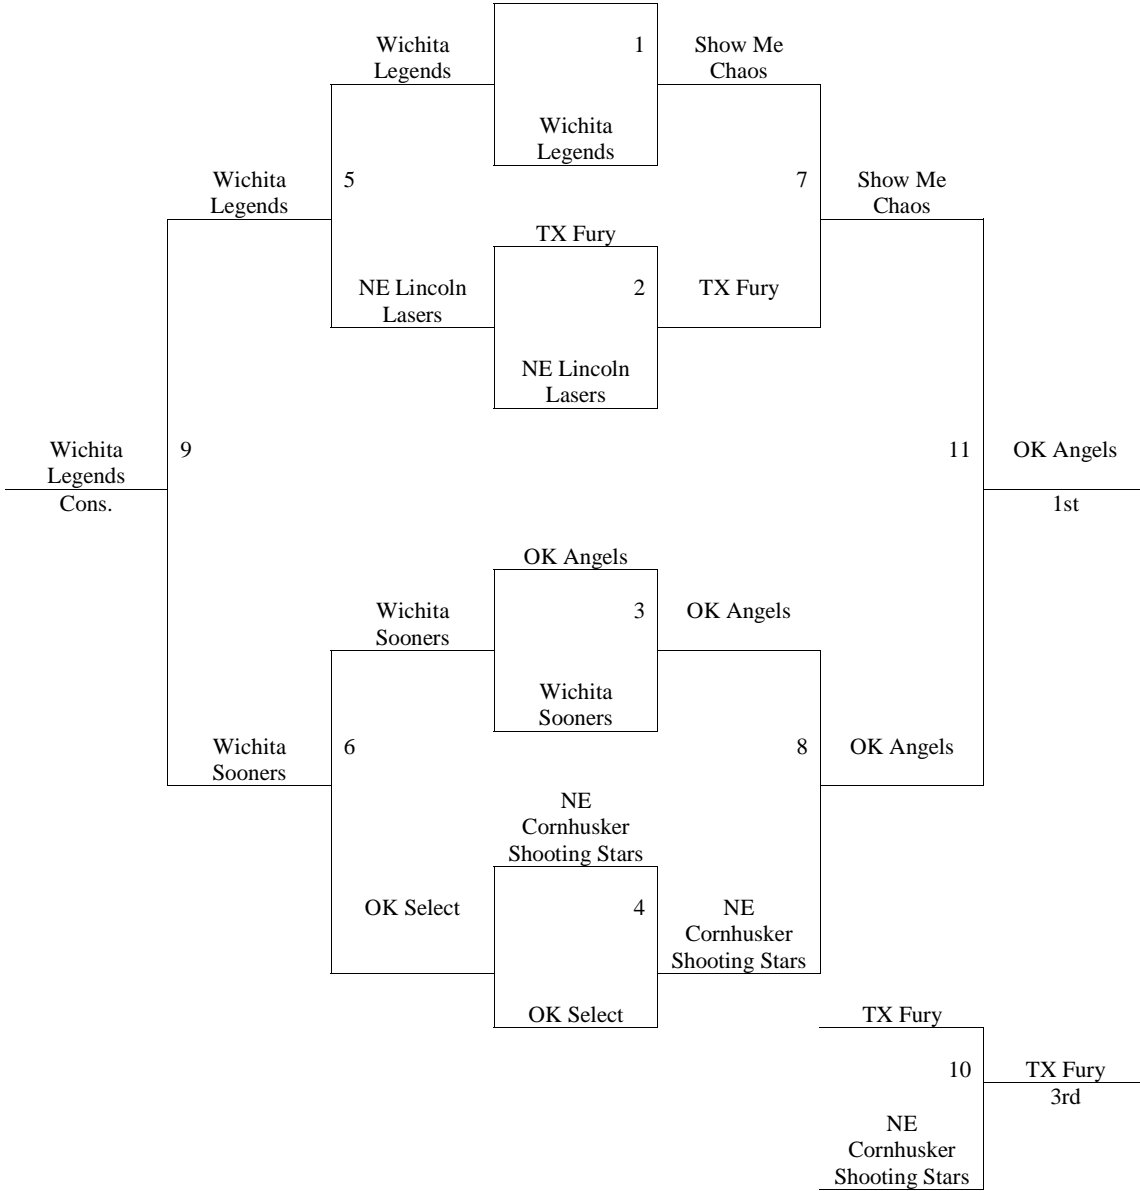 Wichita
Legends
1
Show Me
Chaos
Wichita
Legends
Wichita
Legends
5
7
Show Me
Chaos
TX Fury
NE Lincoln
Lasers
2
TX Fury
NE Lincoln
Lasers
Wichita
Legends
Cons.
9
11
OK Angels
1st
OK Angels
Wichita
Sooners
3
OK Angels
Wichita
Sooners
Wichita
Sooners
6
8
OK Angels
NE
Cornhusker
Shooting Stars
OK Select
4
NE
Cornhusker
Shooting Stars
OK Select
TX Fury
10
TX Fury
3rd
NE
Cornhusker
Shooting Stars